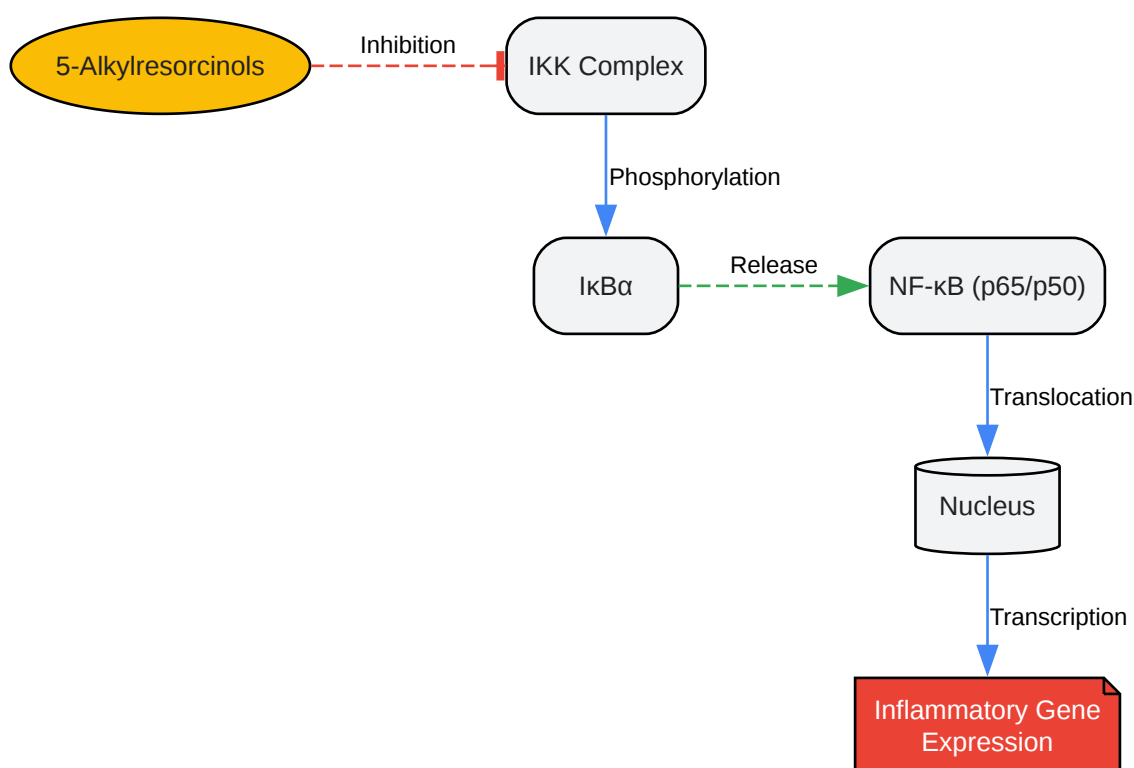 5-Alkylresorcinols
Inhibition
IKK Complex
Phosphorylation
IκBα
Release
NF-κB (p65/p50)
Translocation
Nucleus
Transcription
Inflammatory Gene
Expression